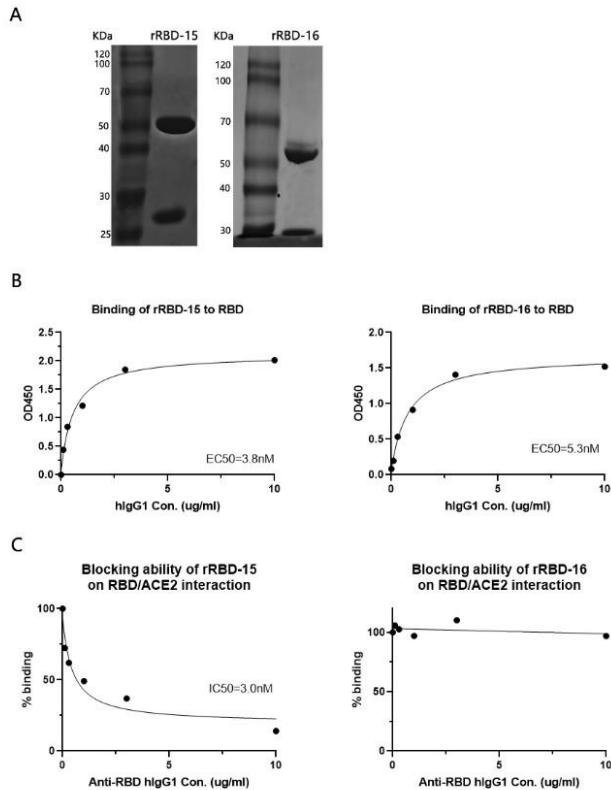 A
KDa rRBD-15
120
100
70
50
40
30
25
KDa rRBD-16
120
100
70
50
40
30
B
Binding of rRBD-15 to RBD
OD450
2.5
2.0
1.5
1.0
0.5
0.0
0 5 10
EC50=3.8nM
hIgG1 Con. (ug/ml)
Binding of rRBD-16 to RBD
OD450
2.0
1.5
1.0
0.5
0.0
0 5 10
EC50=5.3nM
hIgG1 Con. (ug/ml)
C
Blocking ability of rRBD-15
on RBD/ACE2 interaction
% binding
100
75
50
25
0
0 5 10
IC50=3.0nM
Anti-RBD hIgG1 Con. (ug/ml)
Blocking ability of rRBD-16
on RBD/ACE2 interaction
% binding
100
50
0
0 5 10
Anti-RBD hIgG1 Con. (ug/ml)